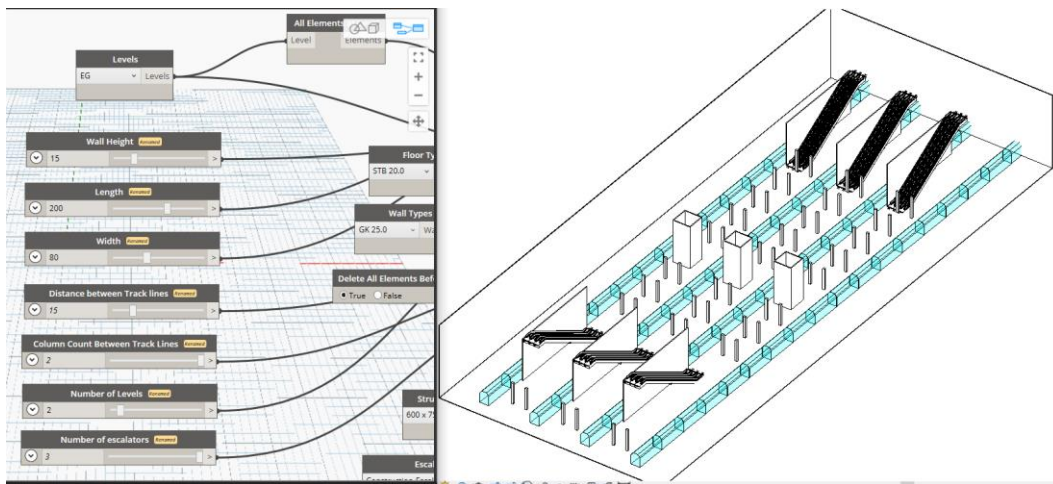 All Elements
Level Elements
Levels
EG Levels
Wall Height Renamed
15 >
Floor Ty
STB 20.0
Length Renamed
200 >
Wall Types
GK 25.0 Wa
Width Renamed
80 >
Delete All Elements Bef
True False
Distance between Track lines Renamed
15 >
Column Count Between Track Lines Renamed
2 >
Number of Levels Renamed
2 >
Stru
600 x 75
Number of escalators Renamed
3 >
Escal